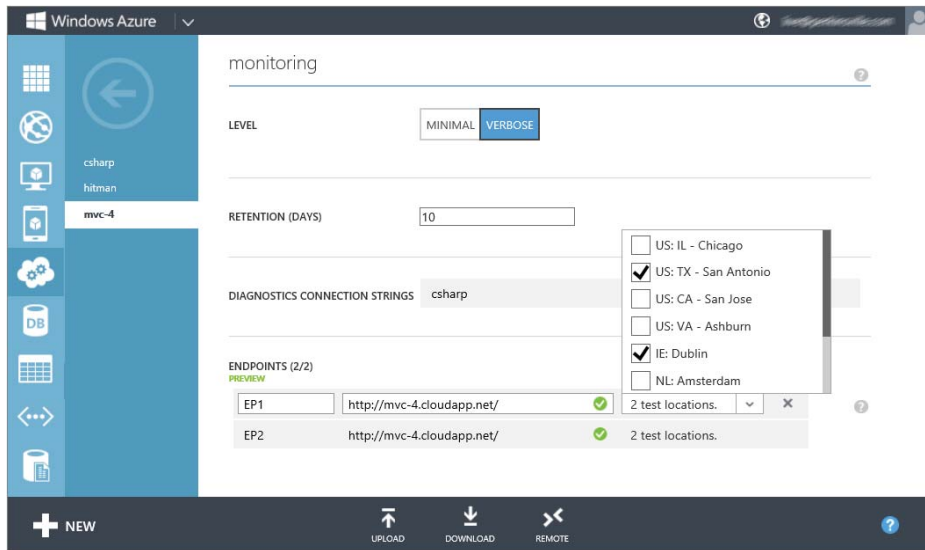 Windows Azure
monitoring
?
LEVEL
MINIMAL VERBOSE
csharp
hitman
mvc-4
RETENTION (DAYS)
10
US: IL - Chicago
US: TX - San Antonio
US: CA - San Jose
US: VA - Ashburn
IE: Dublin
NL: Amsterdam
DIAGNOSTICS CONNECTION STRINGS csharp
DB
ENDPOINTS (2/2)
PREVIEW
EP1 http://mvc-4.cloudapp.net/ 2 test locations.
?
EP2 http://mvc-4.cloudapp.net/ 2 test locations.
NEW
UPLOAD
DOWNLOAD
REMOTE
?